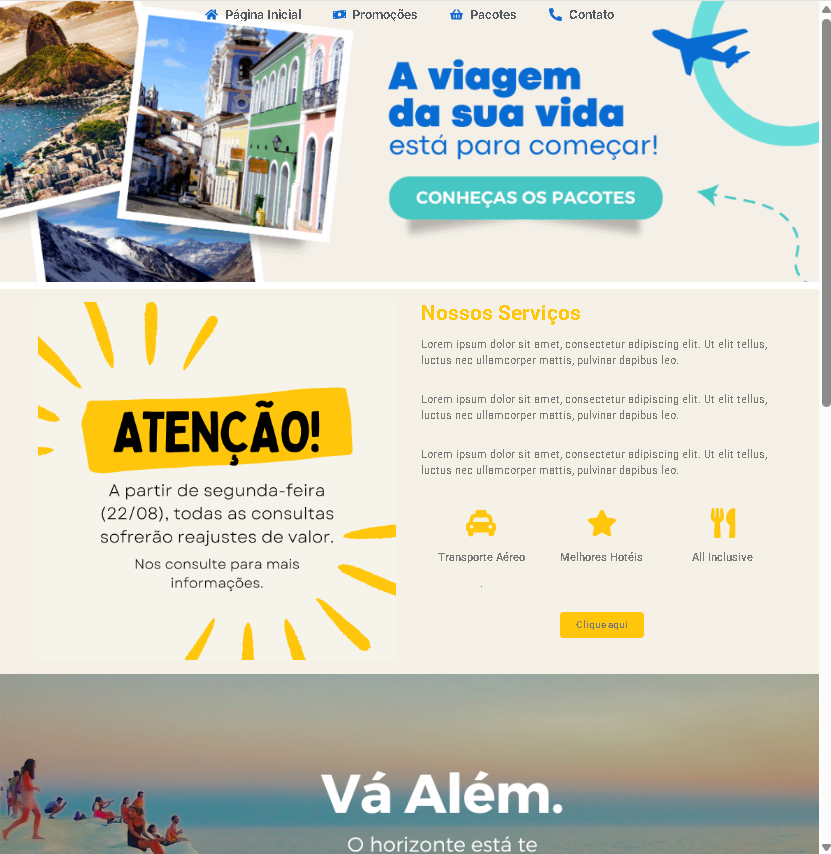 Página Inicial Promoções Pacotes Contato
A viagem
da sua vida
está para começar!
CONHEÇAS OS PACOTES
ATENÇÃO!
A partir de segunda-feira
(22/08), todas as consultas
sofrerão reajustes de valor.
Nos consulte para mais
informações.
Nossos Serviços
Lorem ipsum dolor sit amet, consectetur adipiscing elit. Ut elit tellus,
luctus nec ullamcorper mattis, pulvinar dapibus leo.
Lorem ipsum dolor sit amet, consectetur adipiscing elit. Ut elit tellus,
luctus nec ullamcorper mattis, pulvinar dapibus leo.
Lorem ipsum dolor sit amet, consectetur adipiscing elit. Ut elit tellus,
luctus nec ullamcorper mattis, pulvinar dapibus leo.
Transporte Aéreo Melhores Hotéis All Inclusive
.
Clique aqui
Vá Além.
O horizonte está te